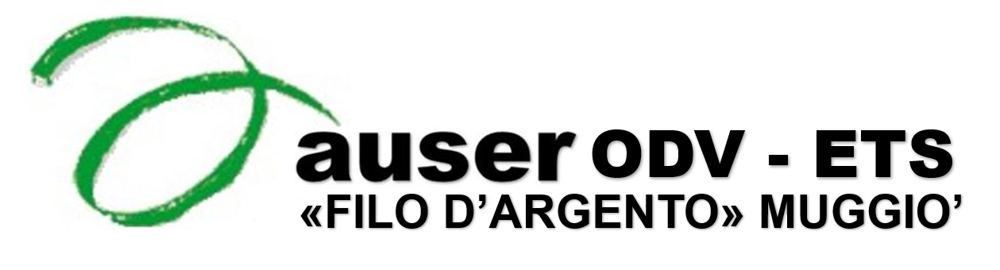 auser ODV - ETS
«FILO D’ARGENTO» MUGGIO’